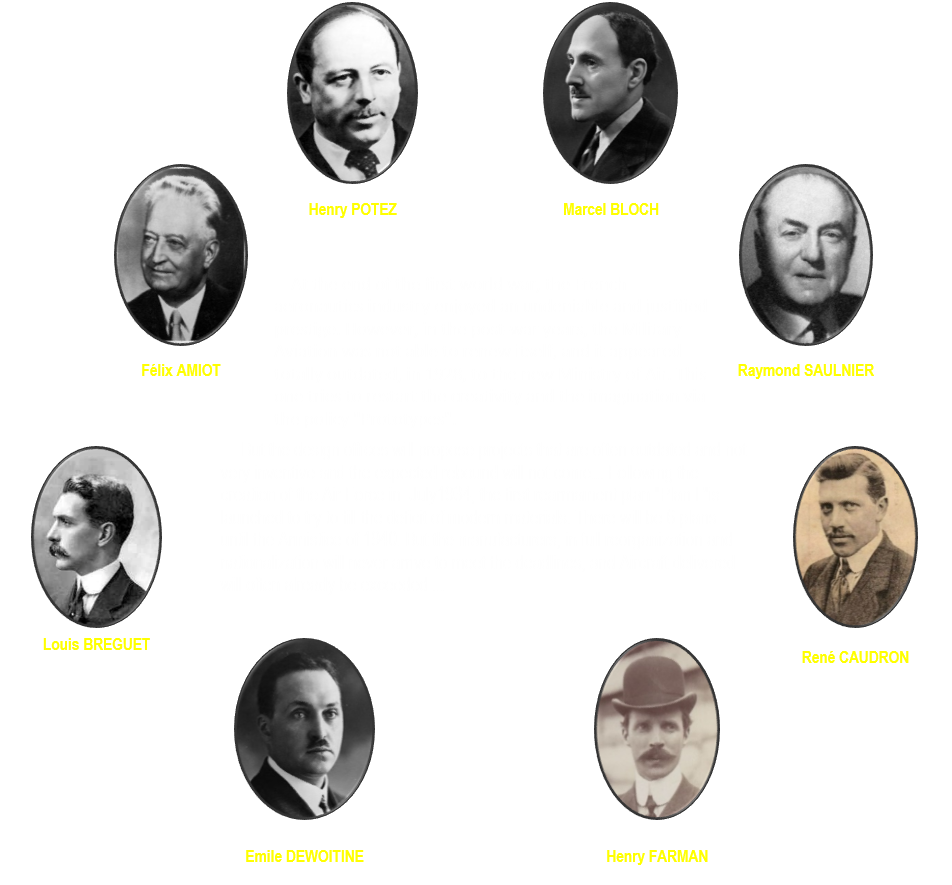 Henry POTEZ
Marcel BLOCH
Félix AMIOT
Raymond SAULNIER
Louis BREGUET
René CAUDRON
Emile DEWOITINE
Henry FARMAN